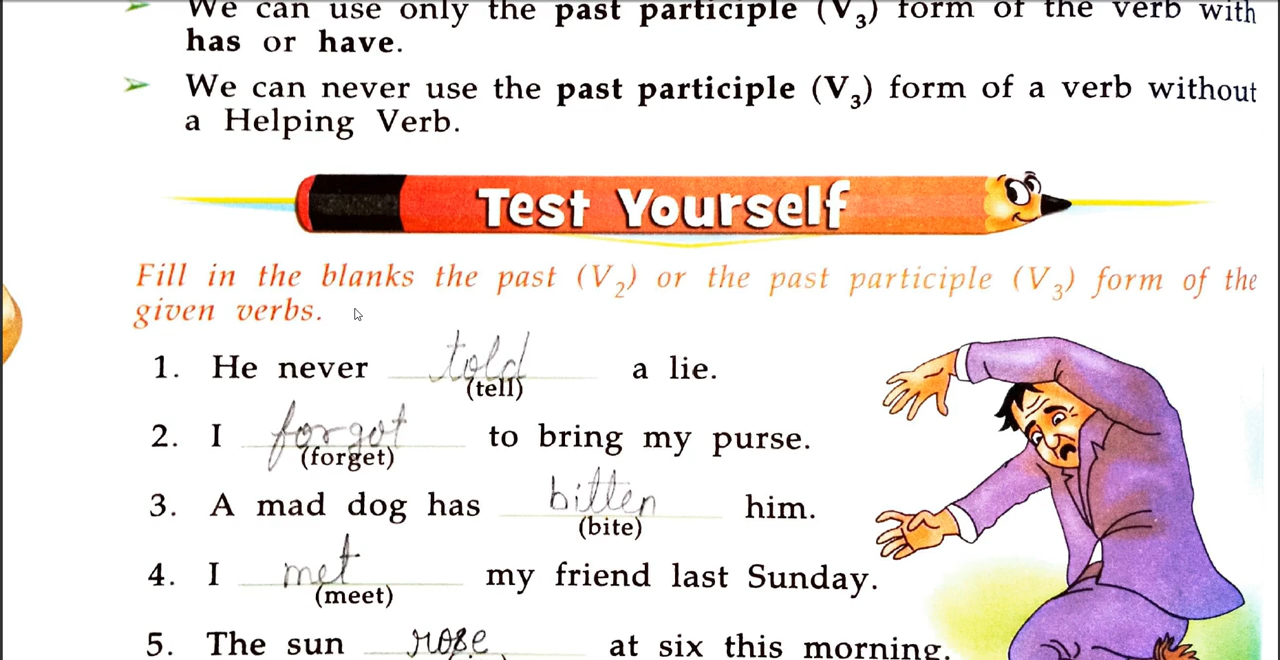 We can use only the past participle (V₃) form of the verb with
has or have.
We can never use the past participle (V₃) form of a verb without
a Helping Verb.
Test Yourself
Fill in the blanks the past (V₂) or the past participle (V₃) form of the
given verbs.
1. He never told a lie.
(tell)
2. I forgot to bring my purse.
(forget)
3. A mad dog has bitten him.
(bite)
4. I met my friend last Sunday.
(meet)
5. The sun rose at six this morning.